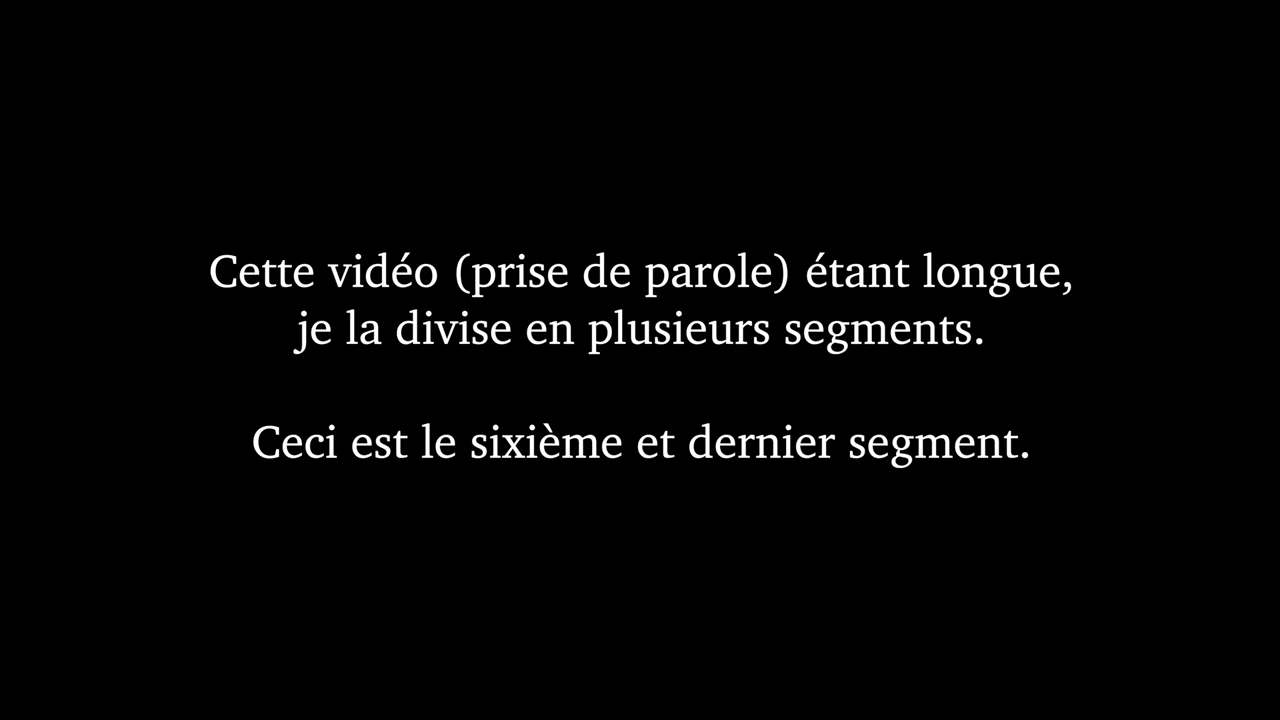 Cette vidéo (prise de parole) étant longue,
je la divise en plusieurs segments.
Ceci est le sixième et dernier segment.